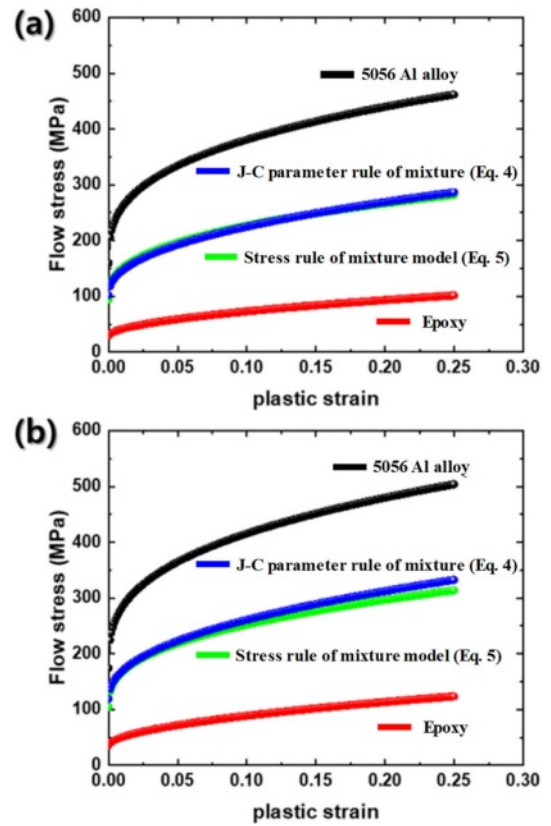 (a)
600
5056 Al alloy
500
400
J-C parameter rule of mixture (Eq. 4)
300
200
Stress rule of mixture model (Eq. 5)
100
Epoxy
0
Flow stress (MPa)
0.00 0.05 0.10 0.15 0.20 0.25 0.30
plastic strain
(b)
600
5056 Al alloy
500
400
J-C parameter rule of mixture (Eq. 4)
300
200
Stress rule of mixture model (Eq. 5)
100
Epoxy
0
Flow stress (MPa)
0.00 0.05 0.10 0.15 0.20 0.25 0.30
plastic strain